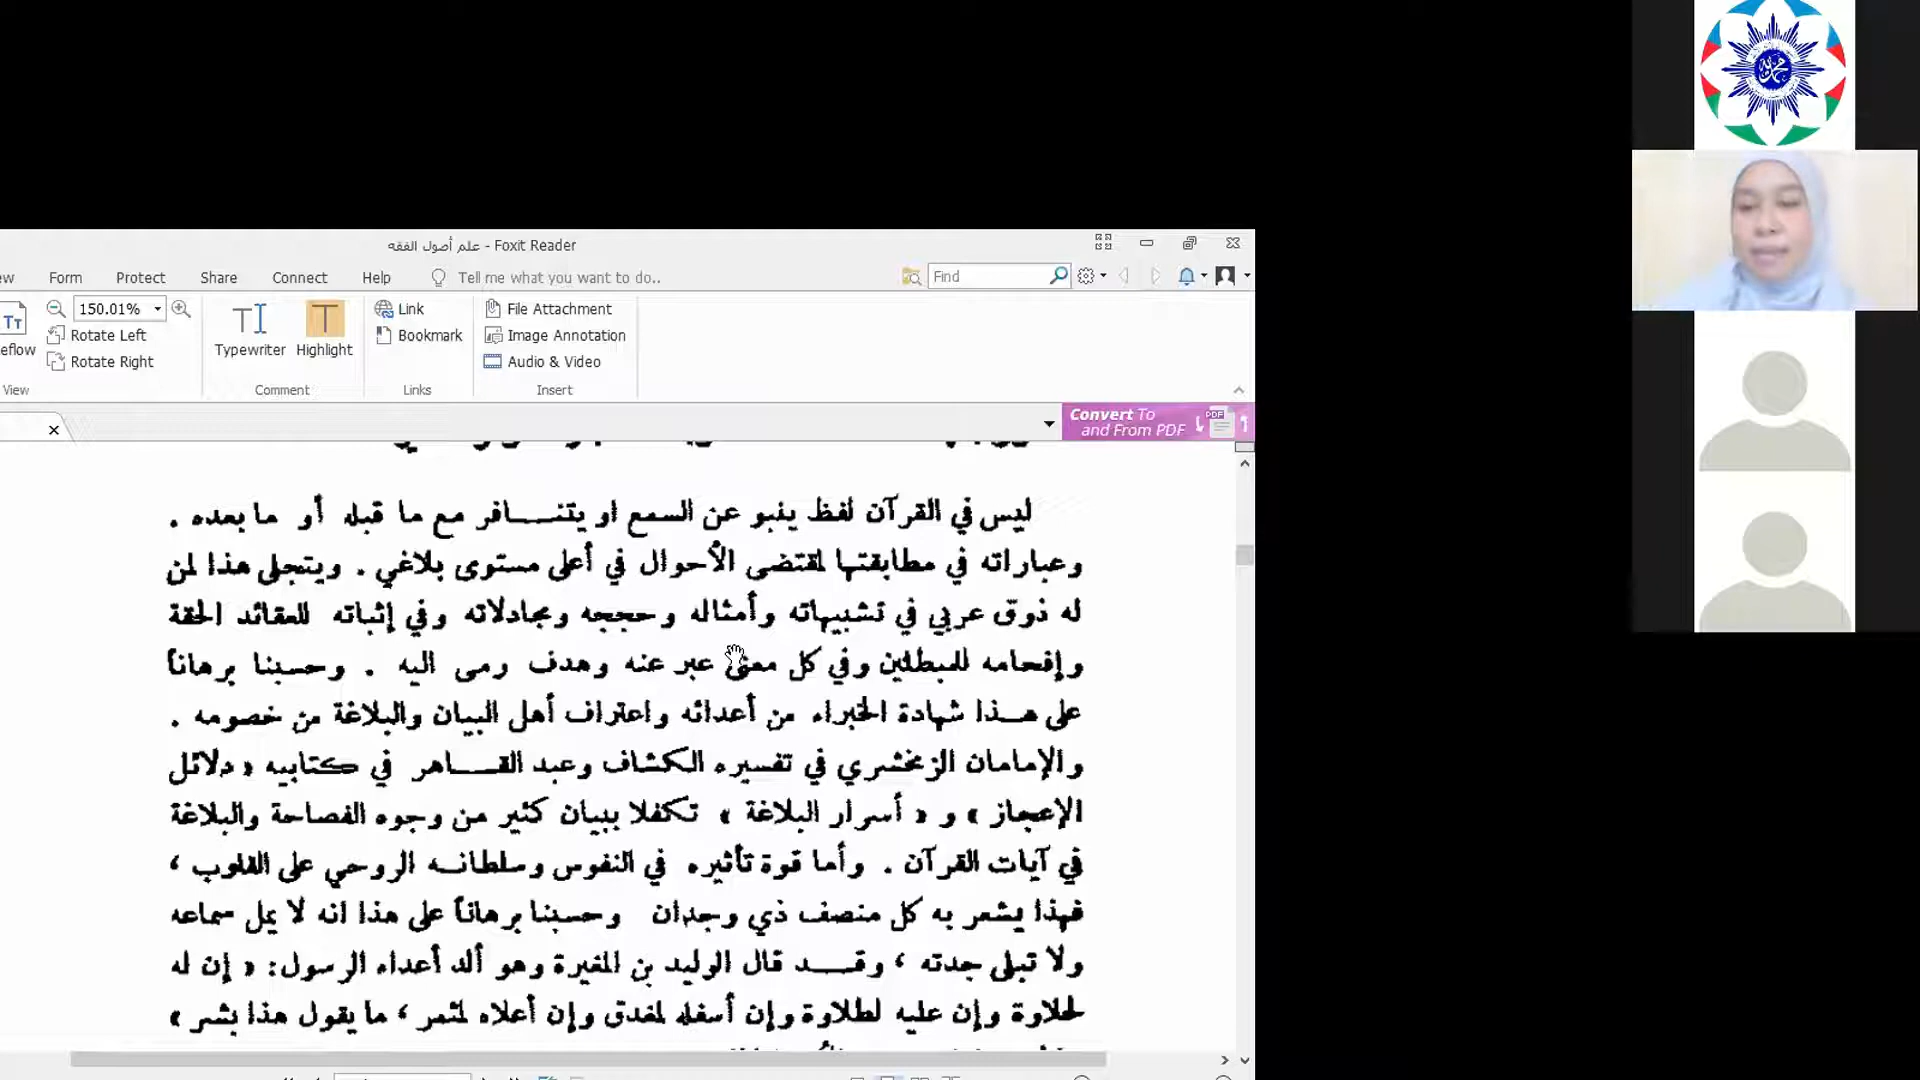 علم أصول الفقه - Foxit Reader
Form Protect Share Connect Help Tell me what you want to do.. Find
150.01%
Rotate Left
Rotate Right
View
Typewriter Highlight
Comment
Link
Bookmark
Links
File Attachment
Image Annotation
Audio & Video
Insert
Convert To
and From PDF
ليس في القرآن لفظ ينبو عن السمع او يتنـــافر مع ما قبله أو ما بعده .
وعباراته في مطابقتها لمقتضى الأحوال في أعلى مستوى بلاغي . ويتجلى هذا لمن
له ذوق عربي في تشبيهاته وأمثاله وحججه ومجادلاته وفي إثباته للعقائد الحقة
وإفحامه للمبطلين وفي كل معنى عبر عنه وهدف رمى اليه . وحسبنا برهاناً
على هـذا شهادة الخبراء من أعدائه واعتراف أهل البيان والبلاغة من خصومه .
والإمامان الزمخشري في تفسيره الكشاف وعبد القـــاهر في كتابيه « دلائل
الإعجاز » و « أسرار البلاغة » تكفلا ببيان كثير من وجوه الفصاحة والبلاغة
في آيات القرآن . وأما قوة تأثيره في النفوس وسلطانـه الروحي على القلوب ،
فهذا يشعر به كل منصف ذي وجدان وحسبنا برهاناً على هذا انه لا يمل سماعه
ولا تبلى جدته ، وقـــد قال الوليد بن المغيرة وهو ألد أعداء الرسول: « إن له
لحلاوة وإن عليه لطلاوة وإن أسفله لمغدق وإن أعلاه لمثمر ، ما يقول هذا بشر »